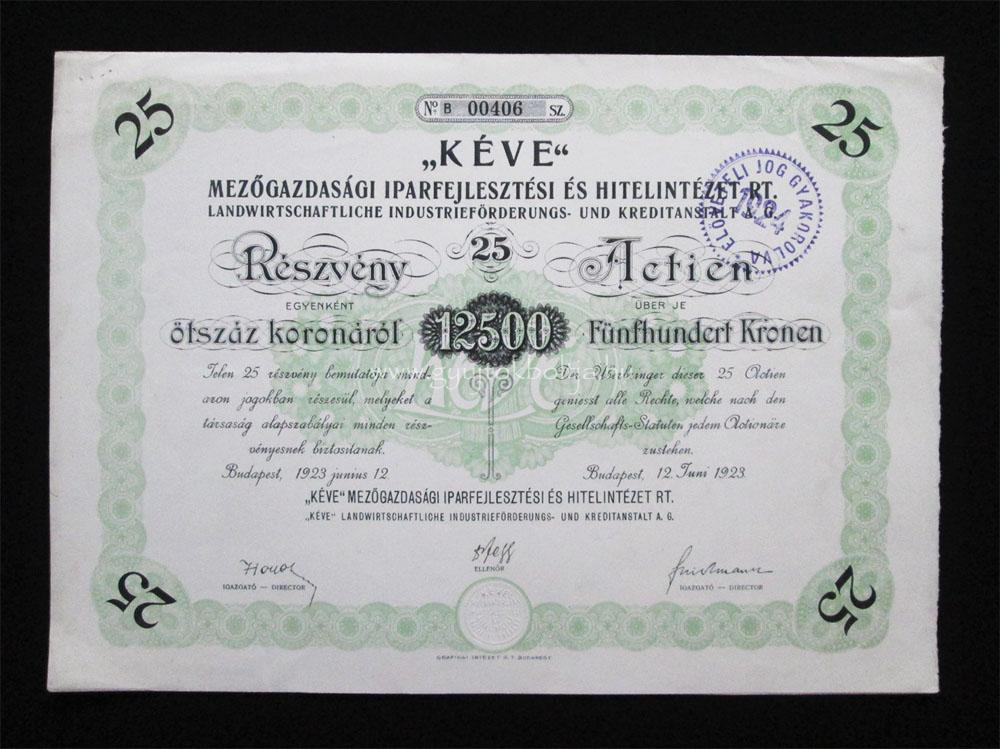 25
25
№ B 00406 SZ.
„KÉVE“
MEZŐGAZDASÁGI IPARFEJLESZTÉSI ÉS HITELINTÉZET RT.
LANDWIRTSCHAFTLICHE INDUSTRIEFÖRDERUNGS- UND KREDITANSTALT A. G.
ELŐVÉTELI JOG GYAKOROLVA
1924
Részvény 25 Actien
EGYENKÉNT ÜBER JE
ötszáz koronáról 12500 Fünfhundert Kronen
Jelen 25 részvény bemutatója mind-
azon jogokban részesül, melyeket a
társaság alapszabályai minden rész-
vényesnek biztosítanak.
Budapest, 1923 junius 12.
Der Überbringer dieser 25 Actien
geniesst alle Rechte, welche nach den
Gesellschafts-Statuten jedem Actionäre
zustehen.
Budapest, 12. Juni 1923.
„KÉVE“ MEZŐGAZDASÁGI IPARFEJLESZTÉSI ÉS HITELINTÉZET RT.
„KÉVE“ LANDWIRTSCHAFTLICHE INDUSTRIEFÖRDERUNGS- UND KREDITANSTALT A. G.
IGAZGATÓ — DIRECTOR
ELLENŐR
IGAZGATÓ — DIRECTOR
25
25
GRAFIKAI INTÉZET R.T. BUDAPEST